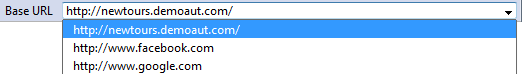 Base URL http://newtours.demoaut.com/
http://newtours.demoaut.com/
http://www.facebook.com
http://www.google.com